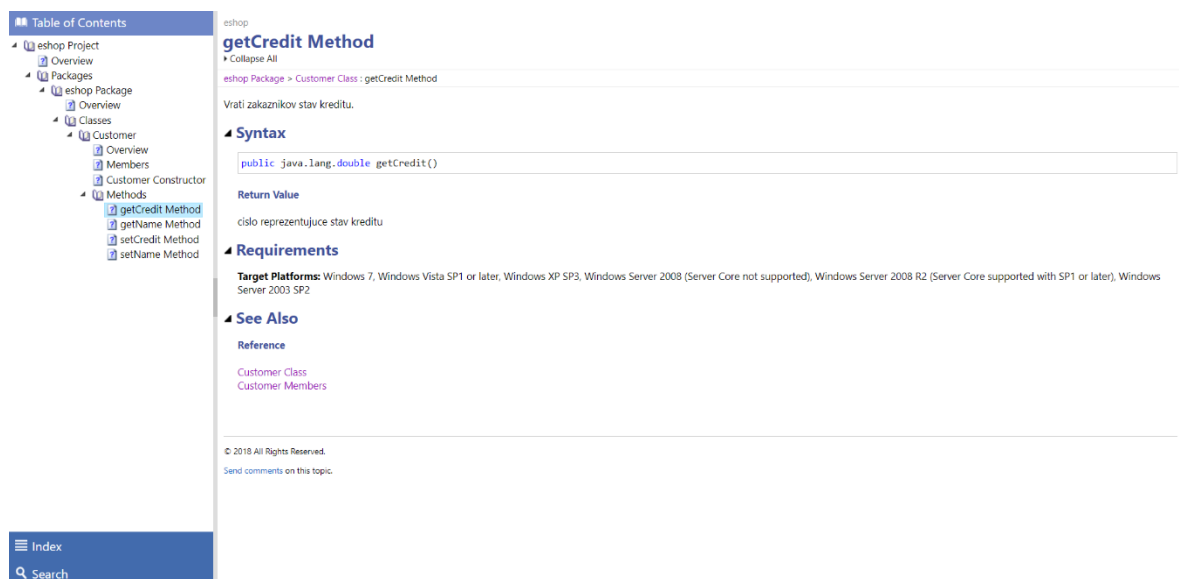 Table of Contents
eshop Project
Overview
Packages
eshop Package
Overview
Classes
Customer
Overview
Members
Customer Constructor
Methods
getCredit Method
getName Method
setCredit Method
setName Method
Index
Search
eshop
getCredit Method
Collapse All
eshop Package > Customer Class : getCredit Method
Vrati zakaznikov stav kreditu.
Syntax
public java.lang.double getCredit()
Return Value
cislo reprezentujuce stav kreditu
Requirements
Target Platforms: Windows 7, Windows Vista SP1 or later, Windows XP SP3, Windows Server 2008 (Server Core not supported), Windows Server 2008 R2 (Server Core supported with SP1 or later), Windows
Server 2003 SP2
See Also
Reference
Customer Class
Customer Members
© 2018 All Rights Reserved.
Send comments on this topic.